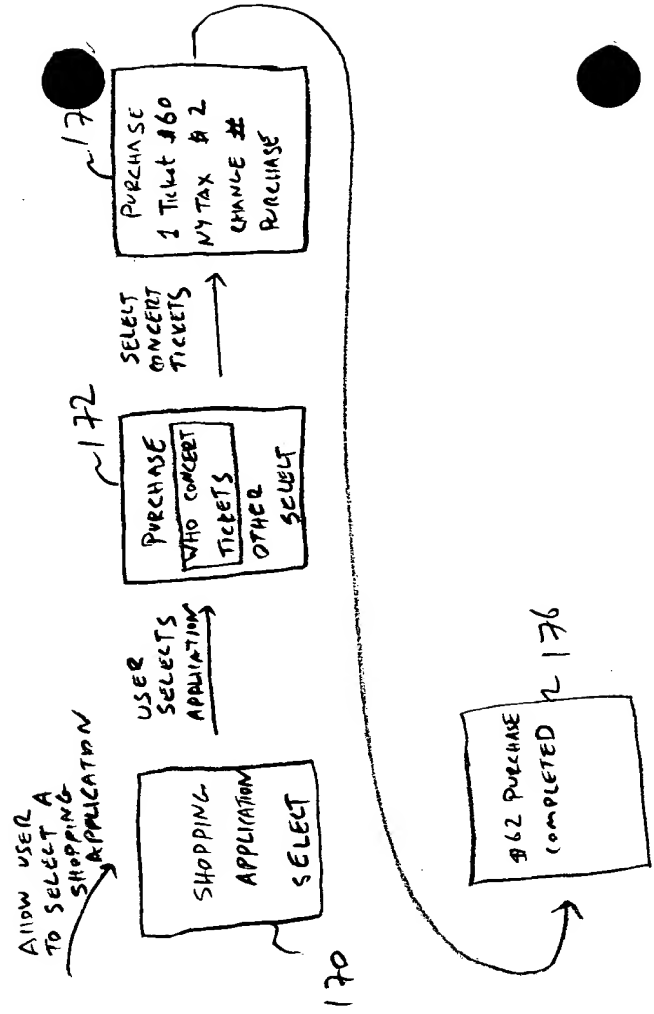 ALLOW USER
TO SELECT A
SHOPPING
APPLICATION
SHOPPING
APPLICATION
SELECT
170
USER
SELECTS
APPLICATION
172
PURCHASE
WHO CONCERT
TICKETS
OTHER
SELECT
SELECT
CONCERT
TICKETS
17
PURCHASE
1 Ticket $60
NY TAX $2
CHANGE #
PURCHASE
$62 PURCHASE
COMPLETED
176